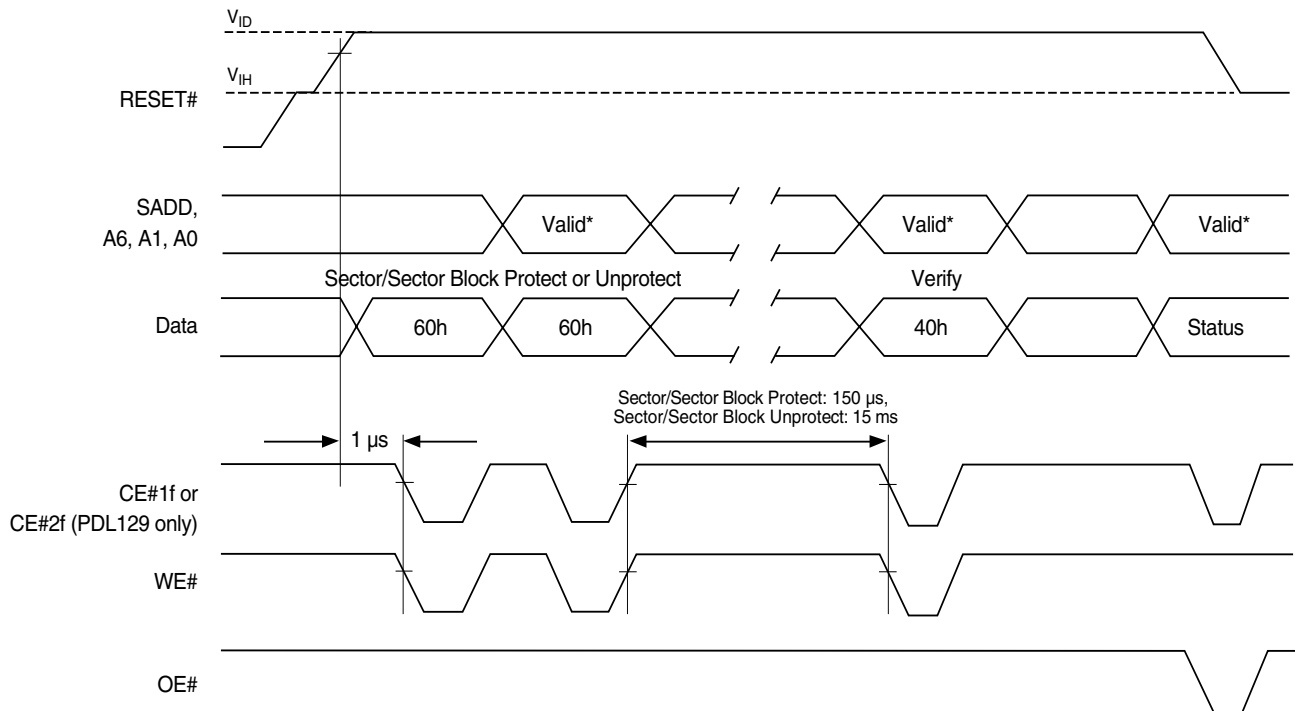 VID
VIH
RESET#
SADD,
A6, A1, A0
Valid*
Valid*
Valid*
Sector/Sector Block Protect or Unprotect
Verify
Data
60h
60h
40h
Status
Sector/Sector Block Protect: 150 µs,
Sector/Sector Block Unprotect: 15 ms
1 µs
CE#1f or
CE#2f (PDL129 only)
WE#
OE#